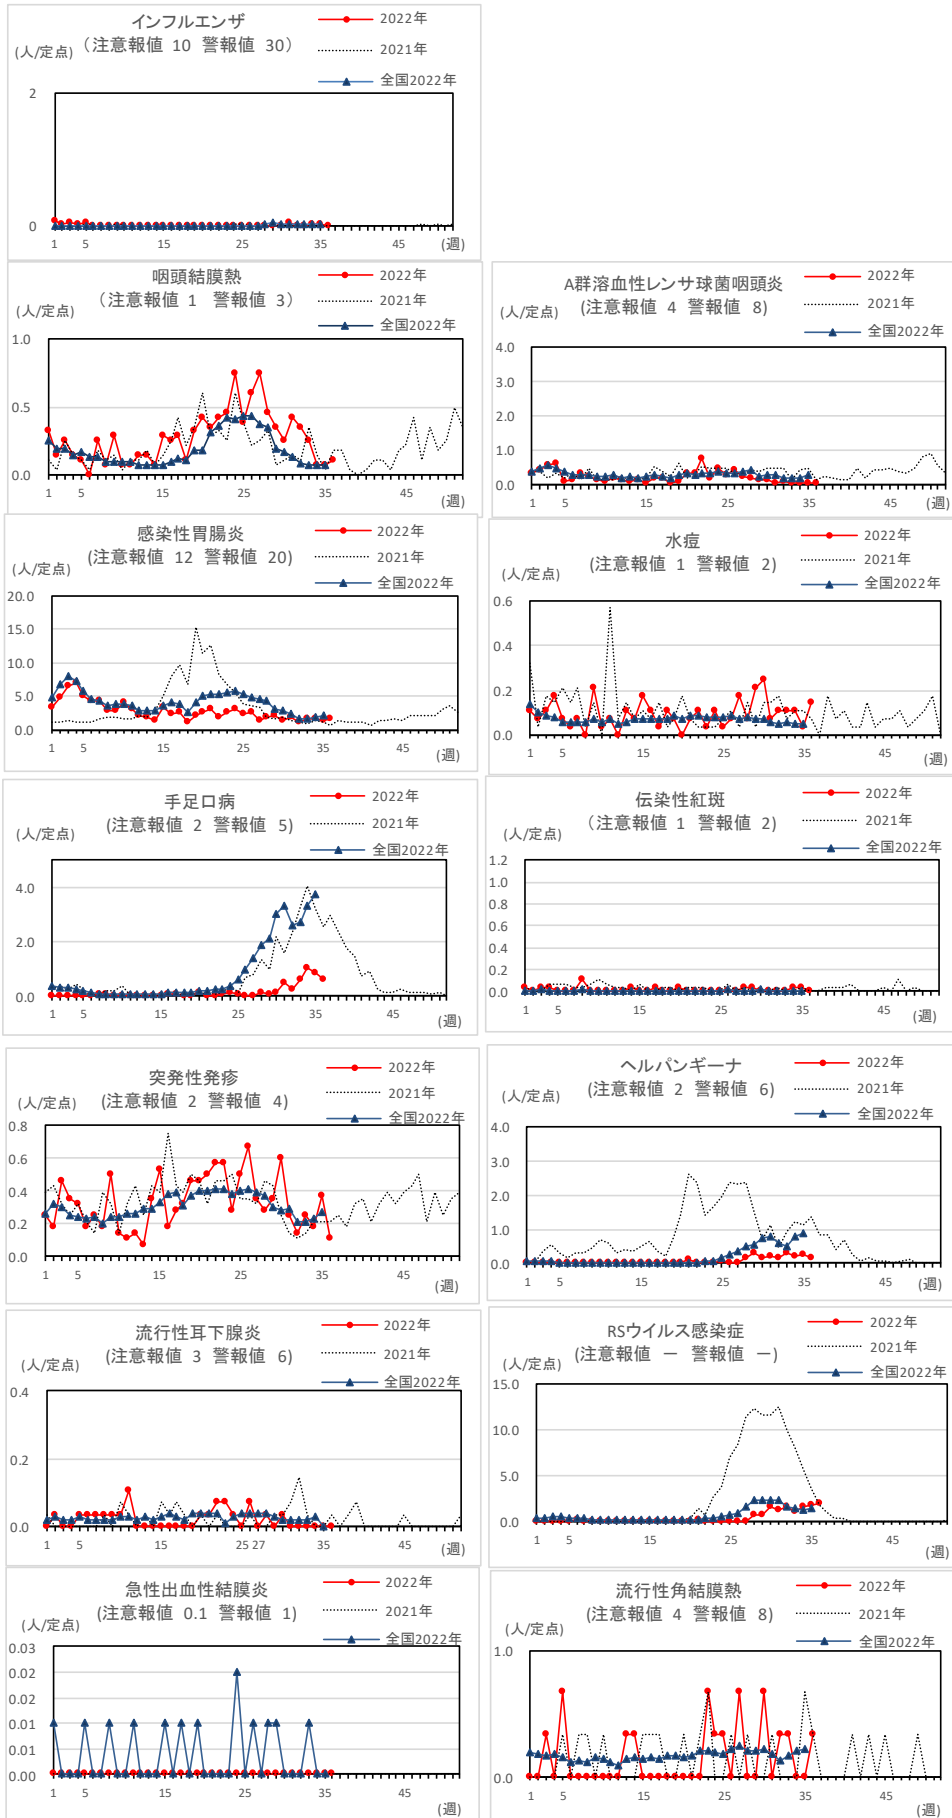 インフルエンザ
（注意報値 10 警報値 30）
(人/定点)
2022年
2021年
全国2022年
2
0
1 5 15 25 35 45
(週)
咽頭結膜熱
（注意報値 1 警報値 3）
(人/定点)
2022年
2021年
全国2022年
1.0
0.5
0.0
1 5 15 25 35 45
(週)
A群溶血性レンサ球菌咽頭炎
(注意報値 4 警報値 8)
(人/定点)
2022年
2021年
全国2022年
4.0
3.0
2.0
1.0
0.0
1 5 15 25 35 45
(週)
感染性胃腸炎
(注意報値 12 警報値 20)
(人/定点)
2022年
2021年
全国2022年
20.0
15.0
10.0
5.0
0.0
1 5 15 25 35 45
(週)
水痘
(注意報値 1 警報値 2)
(人/定点)
2022年
2021年
全国2022年
0.6
0.4
0.2
0.0
1 5 15 25 35 45
(週)
手足口病
(注意報値 2 警報値 5)
(人/定点)
2022年
2021年
全国2022年
4.0
2.0
0.0
1 5 15 25 35 45
(週)
伝染性紅斑
（注意報値 1 警報値 2)
(人/定点)
2022年
2021年
全国2022年
1.2
1.0
0.8
0.6
0.4
0.2
0.0
1 5 15 25 35 45
(週)
突発性発疹
(注意報値 2 警報値 4)
(人/定点)
2022年
2021年
全国2022年
0.8
0.6
0.4
0.2
0.0
1 5 15 25 35 45
(週)
ヘルパンギーナ
(注意報値 2 警報値 6)
(人/定点)
2022年
2021年
全国2022年
4.0
3.0
2.0
1.0
0.0
1 5 15 25 35 45
(週)
流行性耳下腺炎
(注意報値 3 警報値 6)
(人/定点)
2022年
2021年
全国2022年
0.4
0.2
0.0
1 5 15 25 27 35 45
(週)
RSウイルス感染症
(注意報値 － 警報値 －)
(人/定点)
2022年
2021年
全国2022年
15.0
10.0
5.0
0.0
1 5 15 25 35 45
(週)
急性出血性結膜炎
(注意報値 0.1 警報値 1)
(人/定点)
2022年
2021年
全国2022年
0.03
0.02
0.02
0.01
0.01
0.00
1 5 15 25 35 45
(週)
流行性角結膜熱
(注意報値 4 警報値 8)
(人/定点)
2022年
2021年
全国2022年
1.0
0.0
1 5 15 25 35 45
(週)